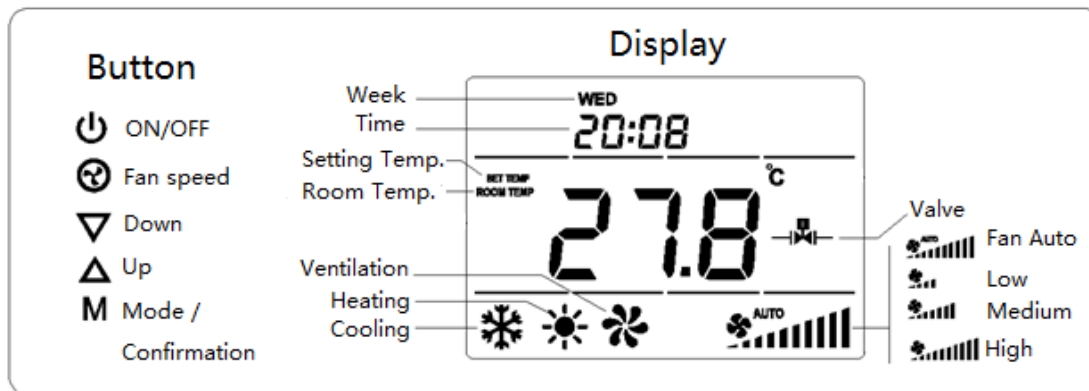 Button
ON/OFF
Fan speed
Down
Up
M Mode /
Confirmation
Display
Week
Time
Setting Temp.
Room Temp.
Ventilation
Heating
Cooling
WED
20:08
SET TEMP
ROOM TEMP
27.8
°C
AUTO
Valve
AUTO
Fan Auto
Low
Medium
High